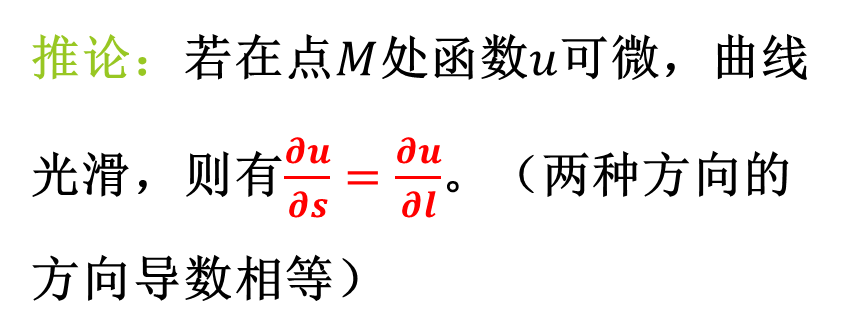 推论：若在点𝑀处函数𝑢可微，曲线
光滑，则有∂u/∂s = ∂u/∂l。（两种方向的
方向导数相等）